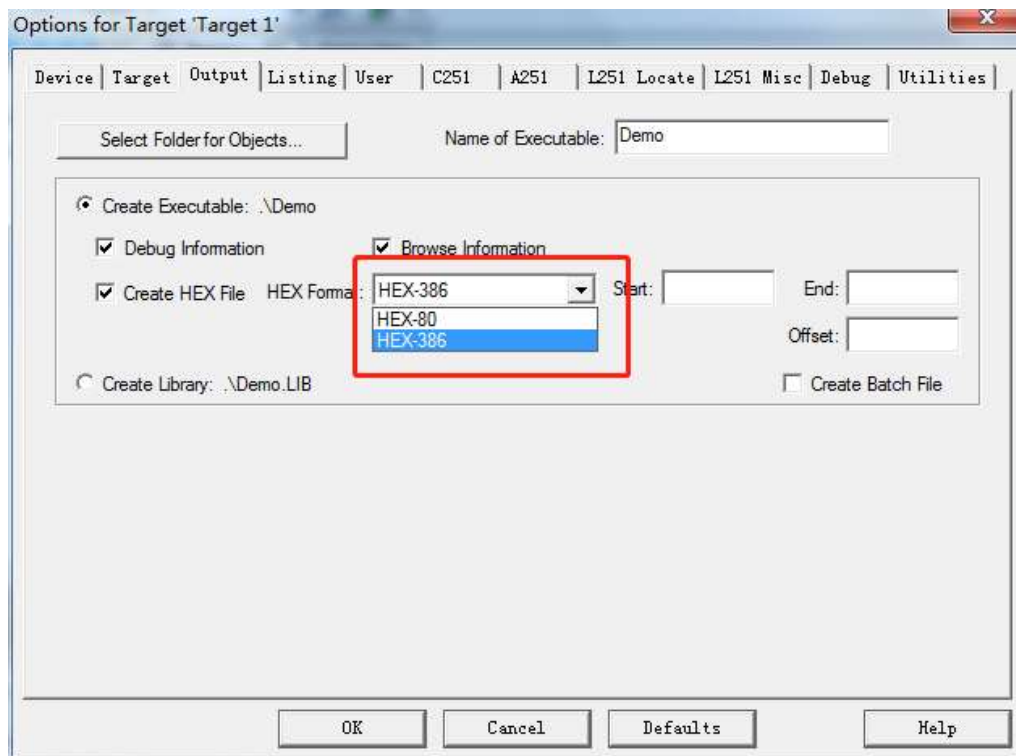 Options for Target 'Target 1'
X
Device Target Output Listing User C251 A251 L251 Locate L251 Misc Debug Utilities
Select Folder for Objects... Name of Executable: Demo
Create Executable: .\Demo
Debug Information Browse Information
Create HEX File HEX Format: HEX-386 Start: End:
HEX-80
HEX-386
Offset:
Create Library: .\Demo.LIB Create Batch File
OK Cancel Defaults Help